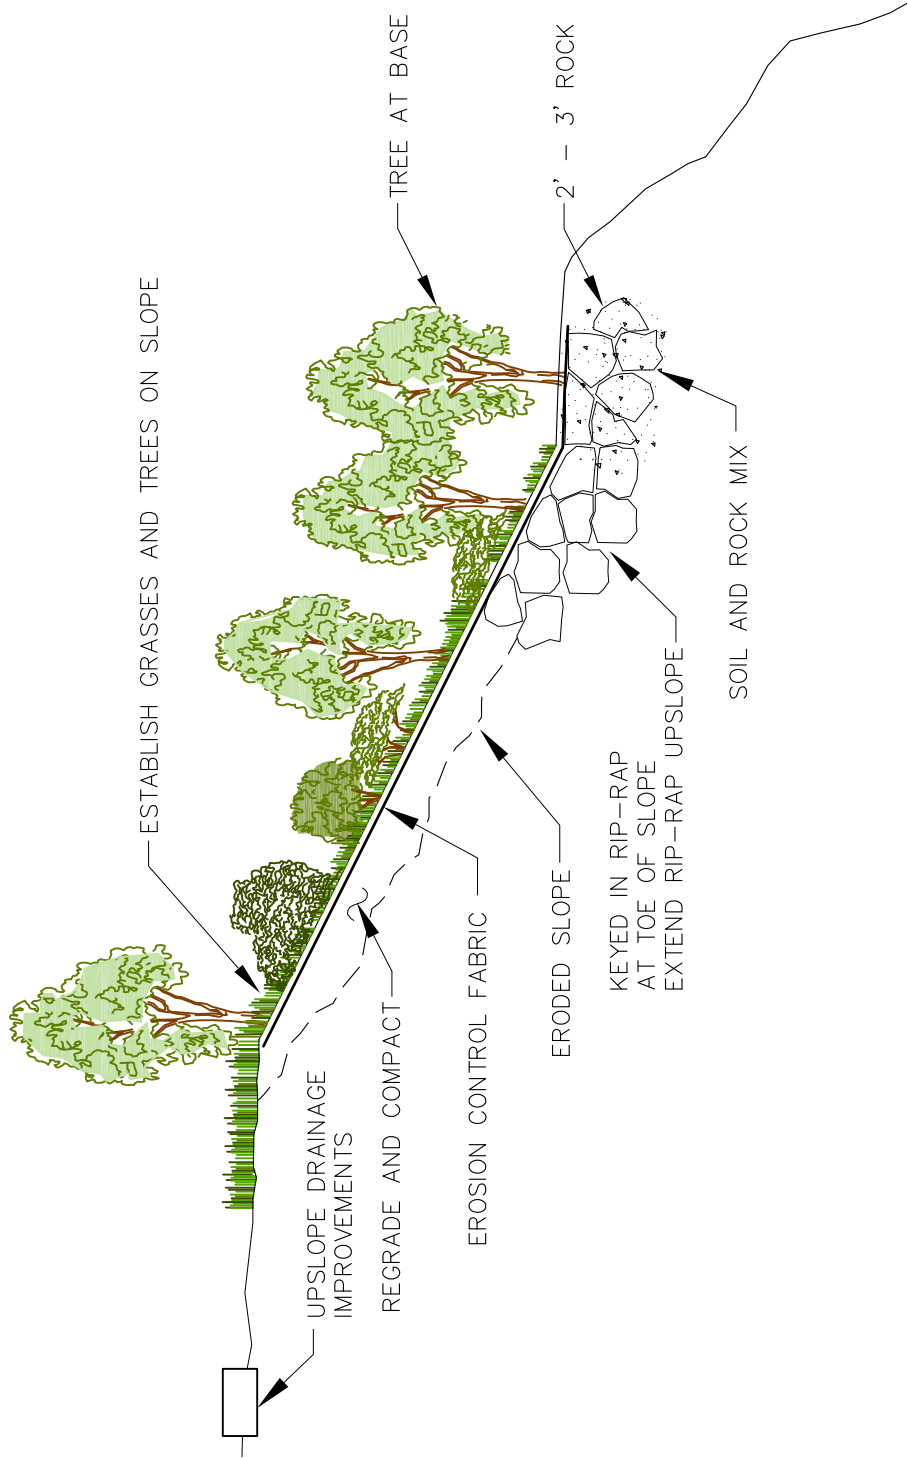 UPSLOPE DRAINAGE
IMPROVEMENTS
REGRADE AND COMPACT
EROSION CONTROL FABRIC
ERODED SLOPE
KEYED IN RIP-RAP
AT TOE OF SLOPE
EXTEND RIP-RAP UPSLOPE
SOIL AND ROCK MIX
ESTABLISH GRASSES AND TREES ON SLOPE
TREE AT BASE
2' - 3' ROCK